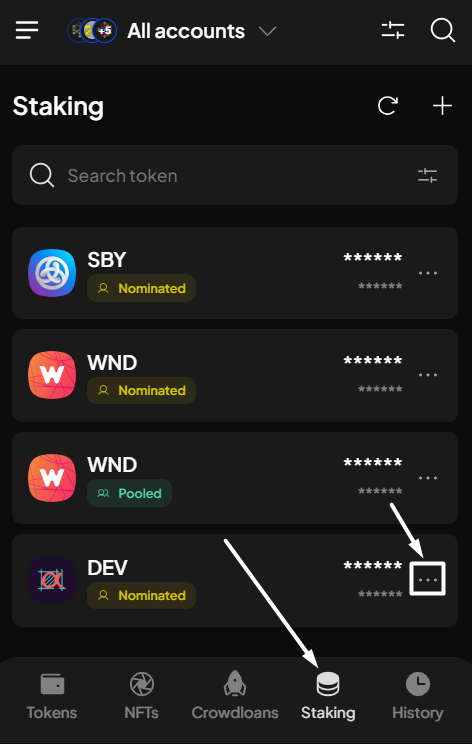 +5 All accounts
Staking
Search token
SBY ******
Nominated ******
WND ******
Nominated ******
WND ******
Pooled ******
DEV ******
Nominated ******
Tokens NFTs Crowdloans Staking History